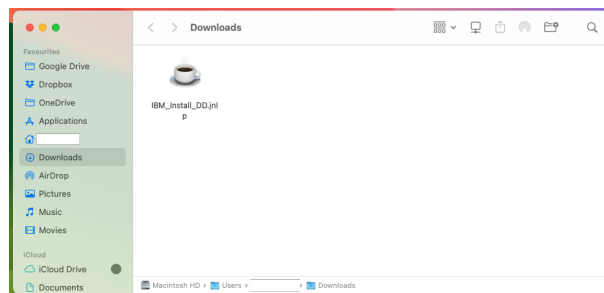 Downloads
Favourites
Google Drive
Dropbox
OneDrive
Applications
Downloads
AirDrop
Pictures
Music
Movies
iCloud
iCloud Drive
Documents
IBM_Install_DD.jnl
p
Macintosh HD › Users › › Downloads